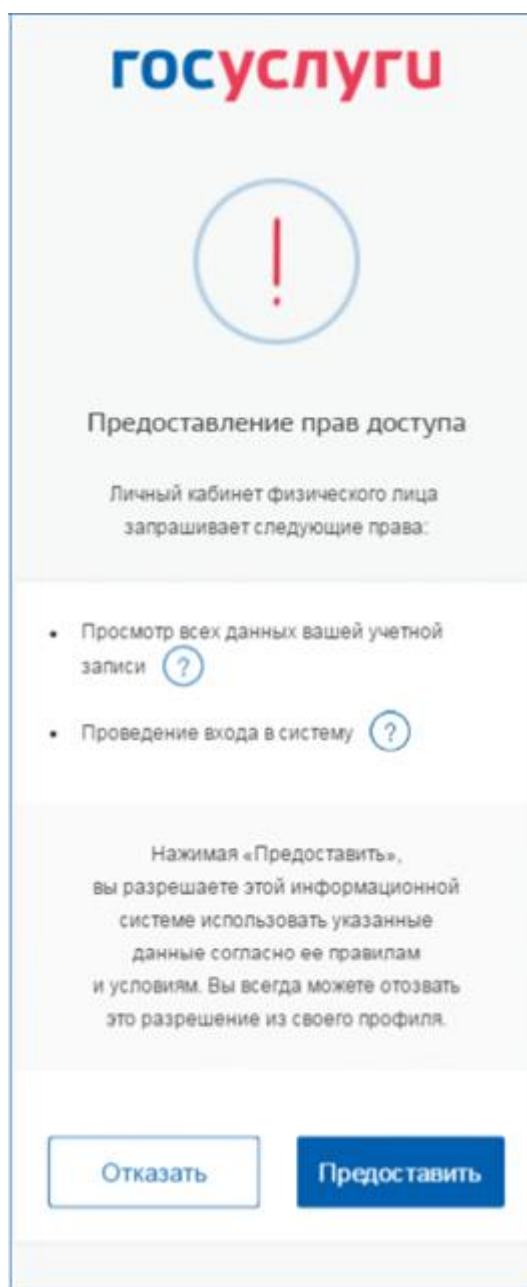 госуслуги
!
Предоставление прав доступа
Личный кабинет физического лица
запрашивает следующие права:
• Просмотр всех данных вашей учетной
записи ?
• Проведение входа в систему ?
Нажимая «Предоставить»,
вы разрешаете этой информационной
системе использовать указанные
данные согласно ее правилам
и условиям. Вы всегда можете отозвать
это разрешение из своего профиля.
Отказать Предоставить